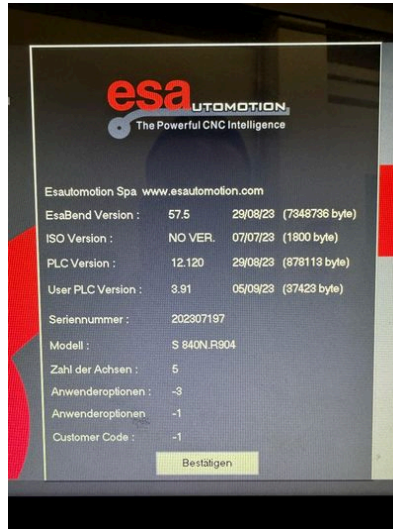 esa UTOMOTION
The Powerful CNC Intelligence
Esautomotion Spa www.esautomotion.com
EsaBend Version : 57.5 29/08/23 (7348736 byte)
ISO Version : NO VER. 07/07/23 (1800 byte)
PLC Version : 12.120 29/08/23 (878113 byte)
User PLC Version : 3.91 05/09/23 (37423 byte)
Seriennummer : 202307197
Modell : S 840N.R904
Zahl der Achsen : 5
Anwenderoptionen : -3
Anwenderoptionen -1
Customer Code : -1
Bestätigen